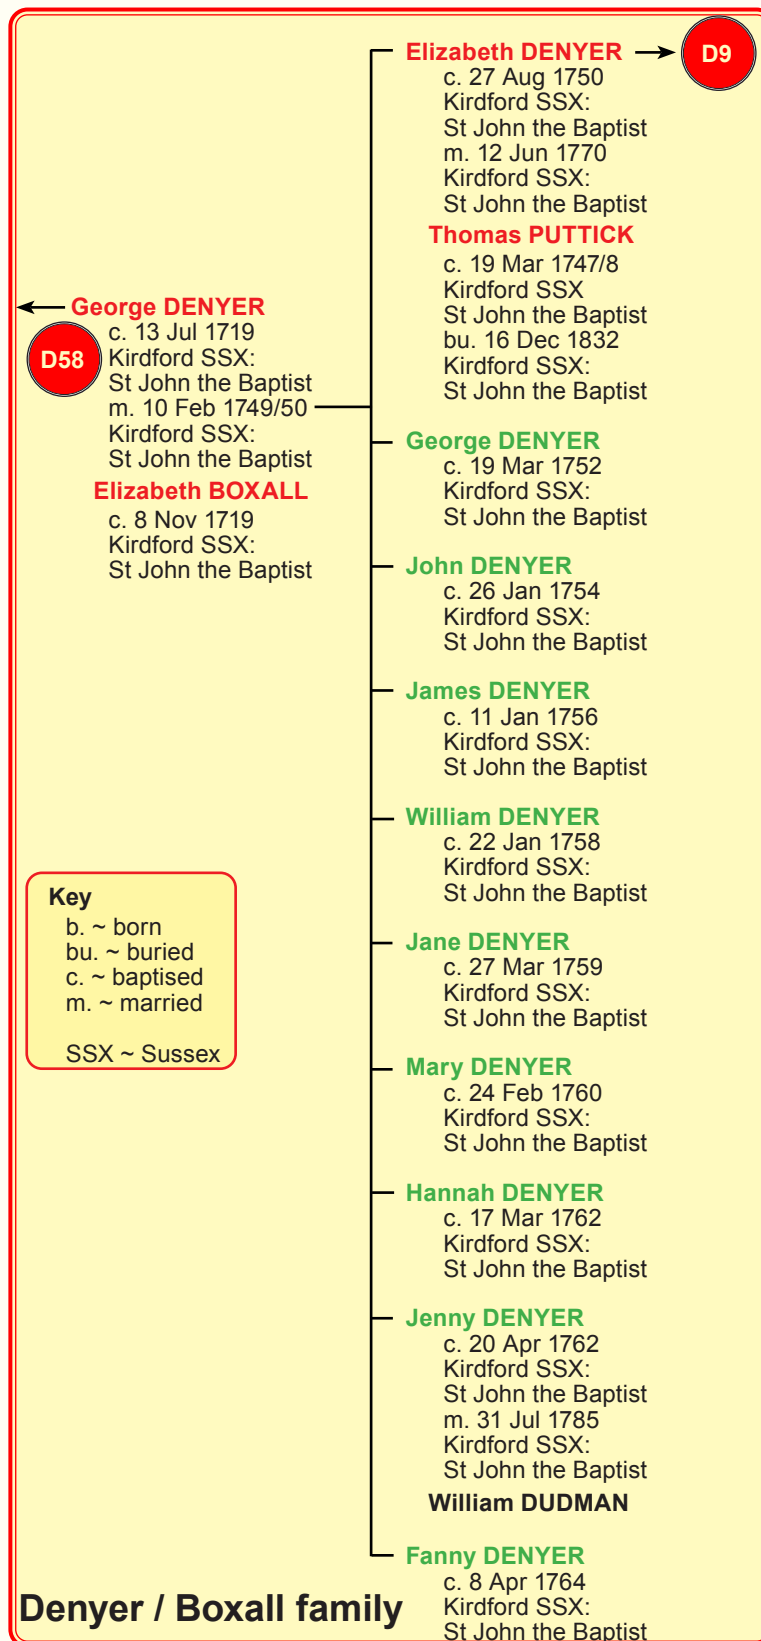 Elizabeth DENYER
D9
c. 27 Aug 1750
Kirdford SSX:
St John the Baptist
m. 12 Jun 1770
Kirdford SSX:
St John the Baptist
Thomas PUTTICK
c. 19 Mar 1747/8
Kirdford SSX
St John the Baptist
bu. 16 Dec 1832
Kirdford SSX:
St John the Baptist
George DENYER
D58
c. 13 Jul 1719
Kirdford SSX:
St John the Baptist
m. 10 Feb 1749/50
Kirdford SSX:
St John the Baptist
Elizabeth BOXALL
c. 8 Nov 1719
Kirdford SSX:
St John the Baptist
George DENYER
c. 19 Mar 1752
Kirdford SSX:
St John the Baptist
John DENYER
c. 26 Jan 1754
Kirdford SSX:
St John the Baptist
James DENYER
c. 11 Jan 1756
Kirdford SSX:
St John the Baptist
William DENYER
c. 22 Jan 1758
Kirdford SSX:
St John the Baptist
Jane DENYER
c. 27 Mar 1759
Kirdford SSX:
St John the Baptist
Mary DENYER
c. 24 Feb 1760
Kirdford SSX:
St John the Baptist
Hannah DENYER
c. 17 Mar 1762
Kirdford SSX:
St John the Baptist
Jenny DENYER
c. 20 Apr 1762
Kirdford SSX:
St John the Baptist
m. 31 Jul 1785
Kirdford SSX:
St John the Baptist
William DUDMAN
Fanny DENYER
c. 8 Apr 1764
Kirdford SSX:
St John the Baptist
Key
b. ~ born
bu. ~ buried
c. ~ baptised
m. ~ married
SSX ~ Sussex
Denyer / Boxall family